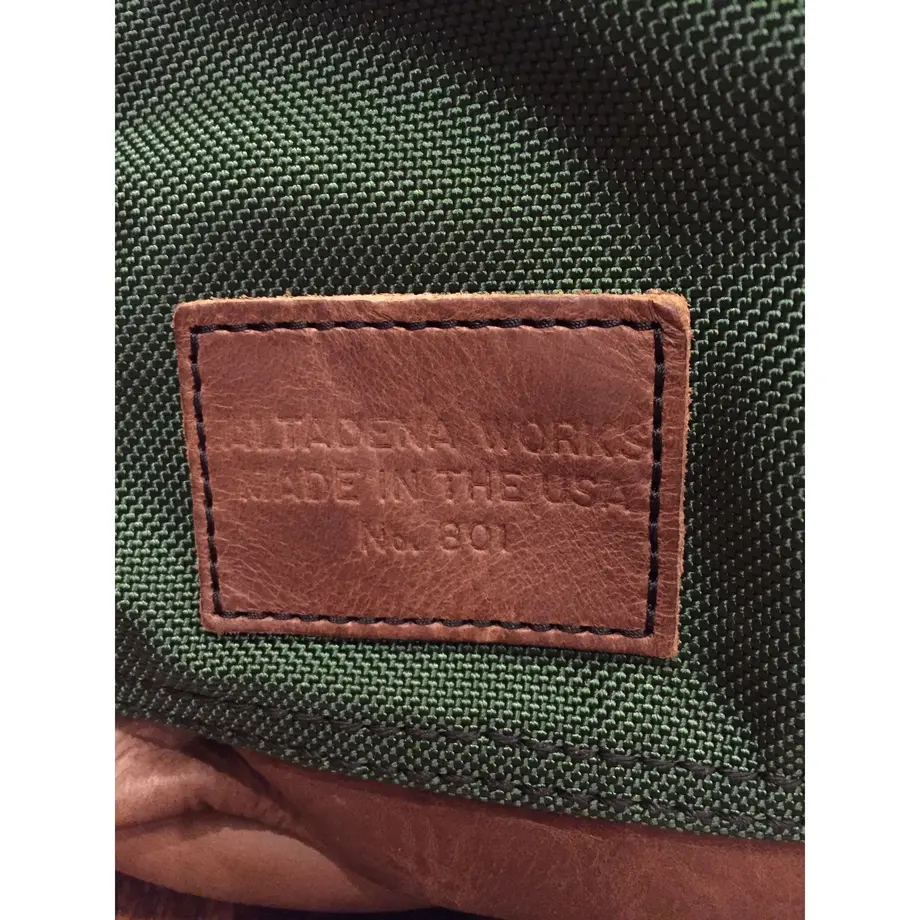 ALTADENA WORKS
MADE IN THE USA
No. 801